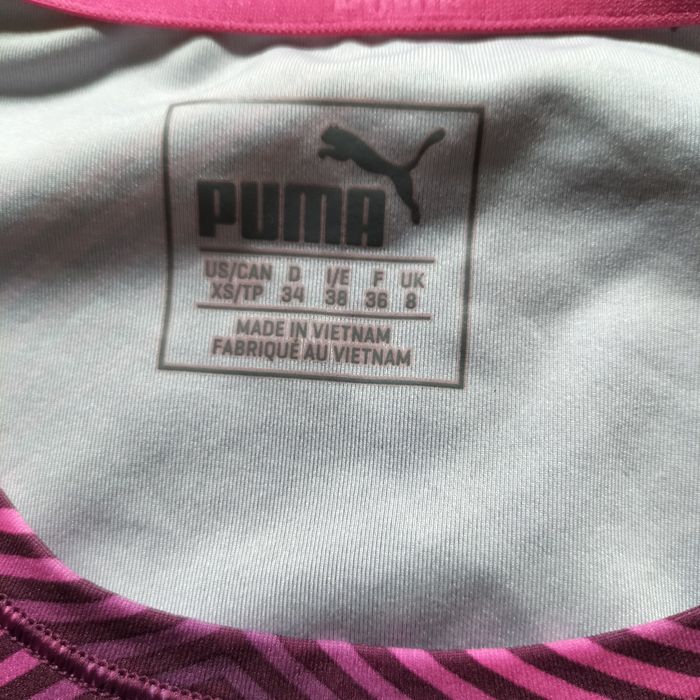 PUMA
US/CAN D I/E F UK
XS/TP 34 38 36 8
MADE IN VIETNAM
FABRIQUÉ AU VIETNAM